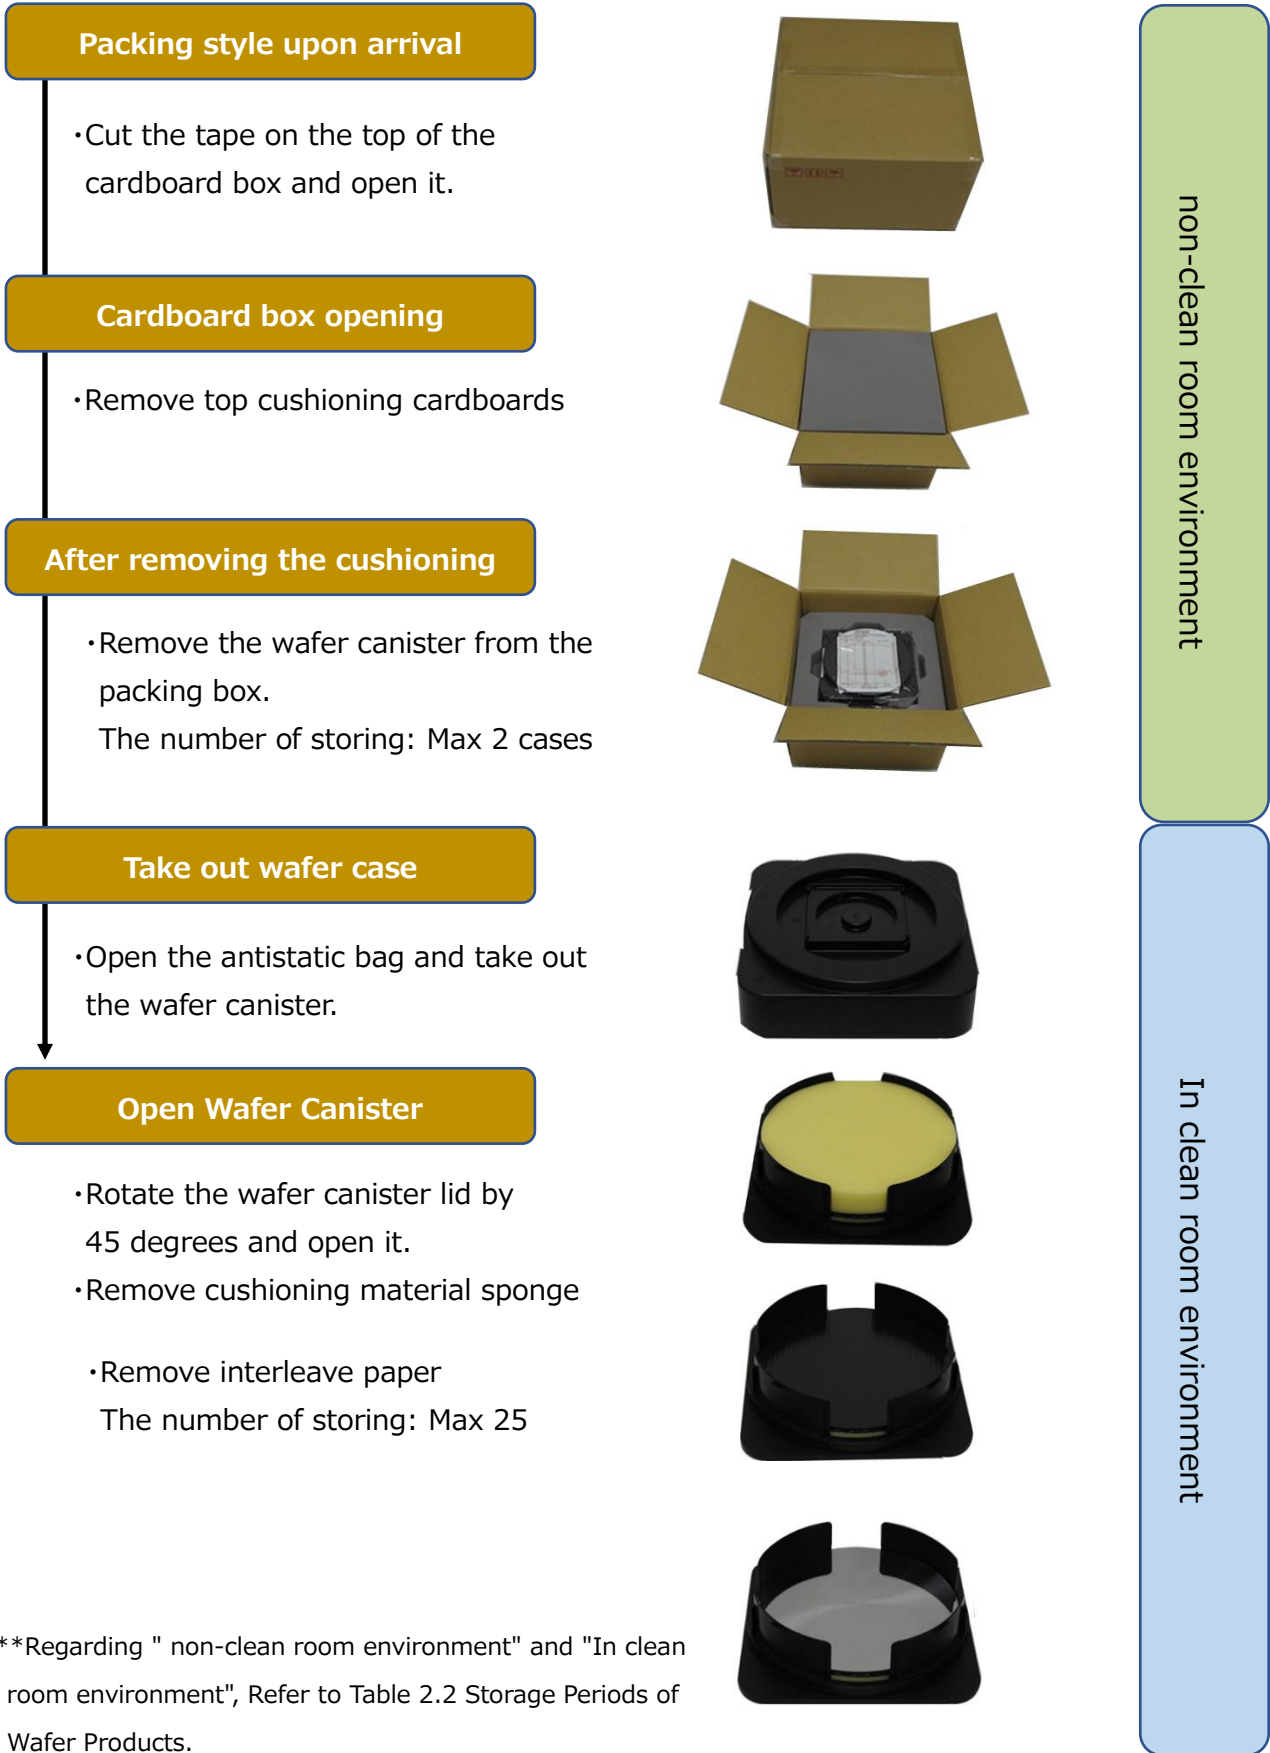 Packing style upon arrival
・Cut the tape on the top of the
cardboard box and open it.
Cardboard box opening
・Remove top cushioning cardboards
After removing the cushioning
・Remove the wafer canister from the
packing box.
The number of storing: Max 2 cases
Take out wafer case
・Open the antistatic bag and take out
the wafer canister.
Open Wafer Canister
・Rotate the wafer canister lid by
45 degrees and open it.
・Remove cushioning material sponge
・Remove interleave paper
The number of storing: Max 25
**Regarding " non-clean room environment" and "In clean
room environment", Refer to Table 2.2 Storage Periods of
Wafer Products.
non-clean room environment
In clean room environment